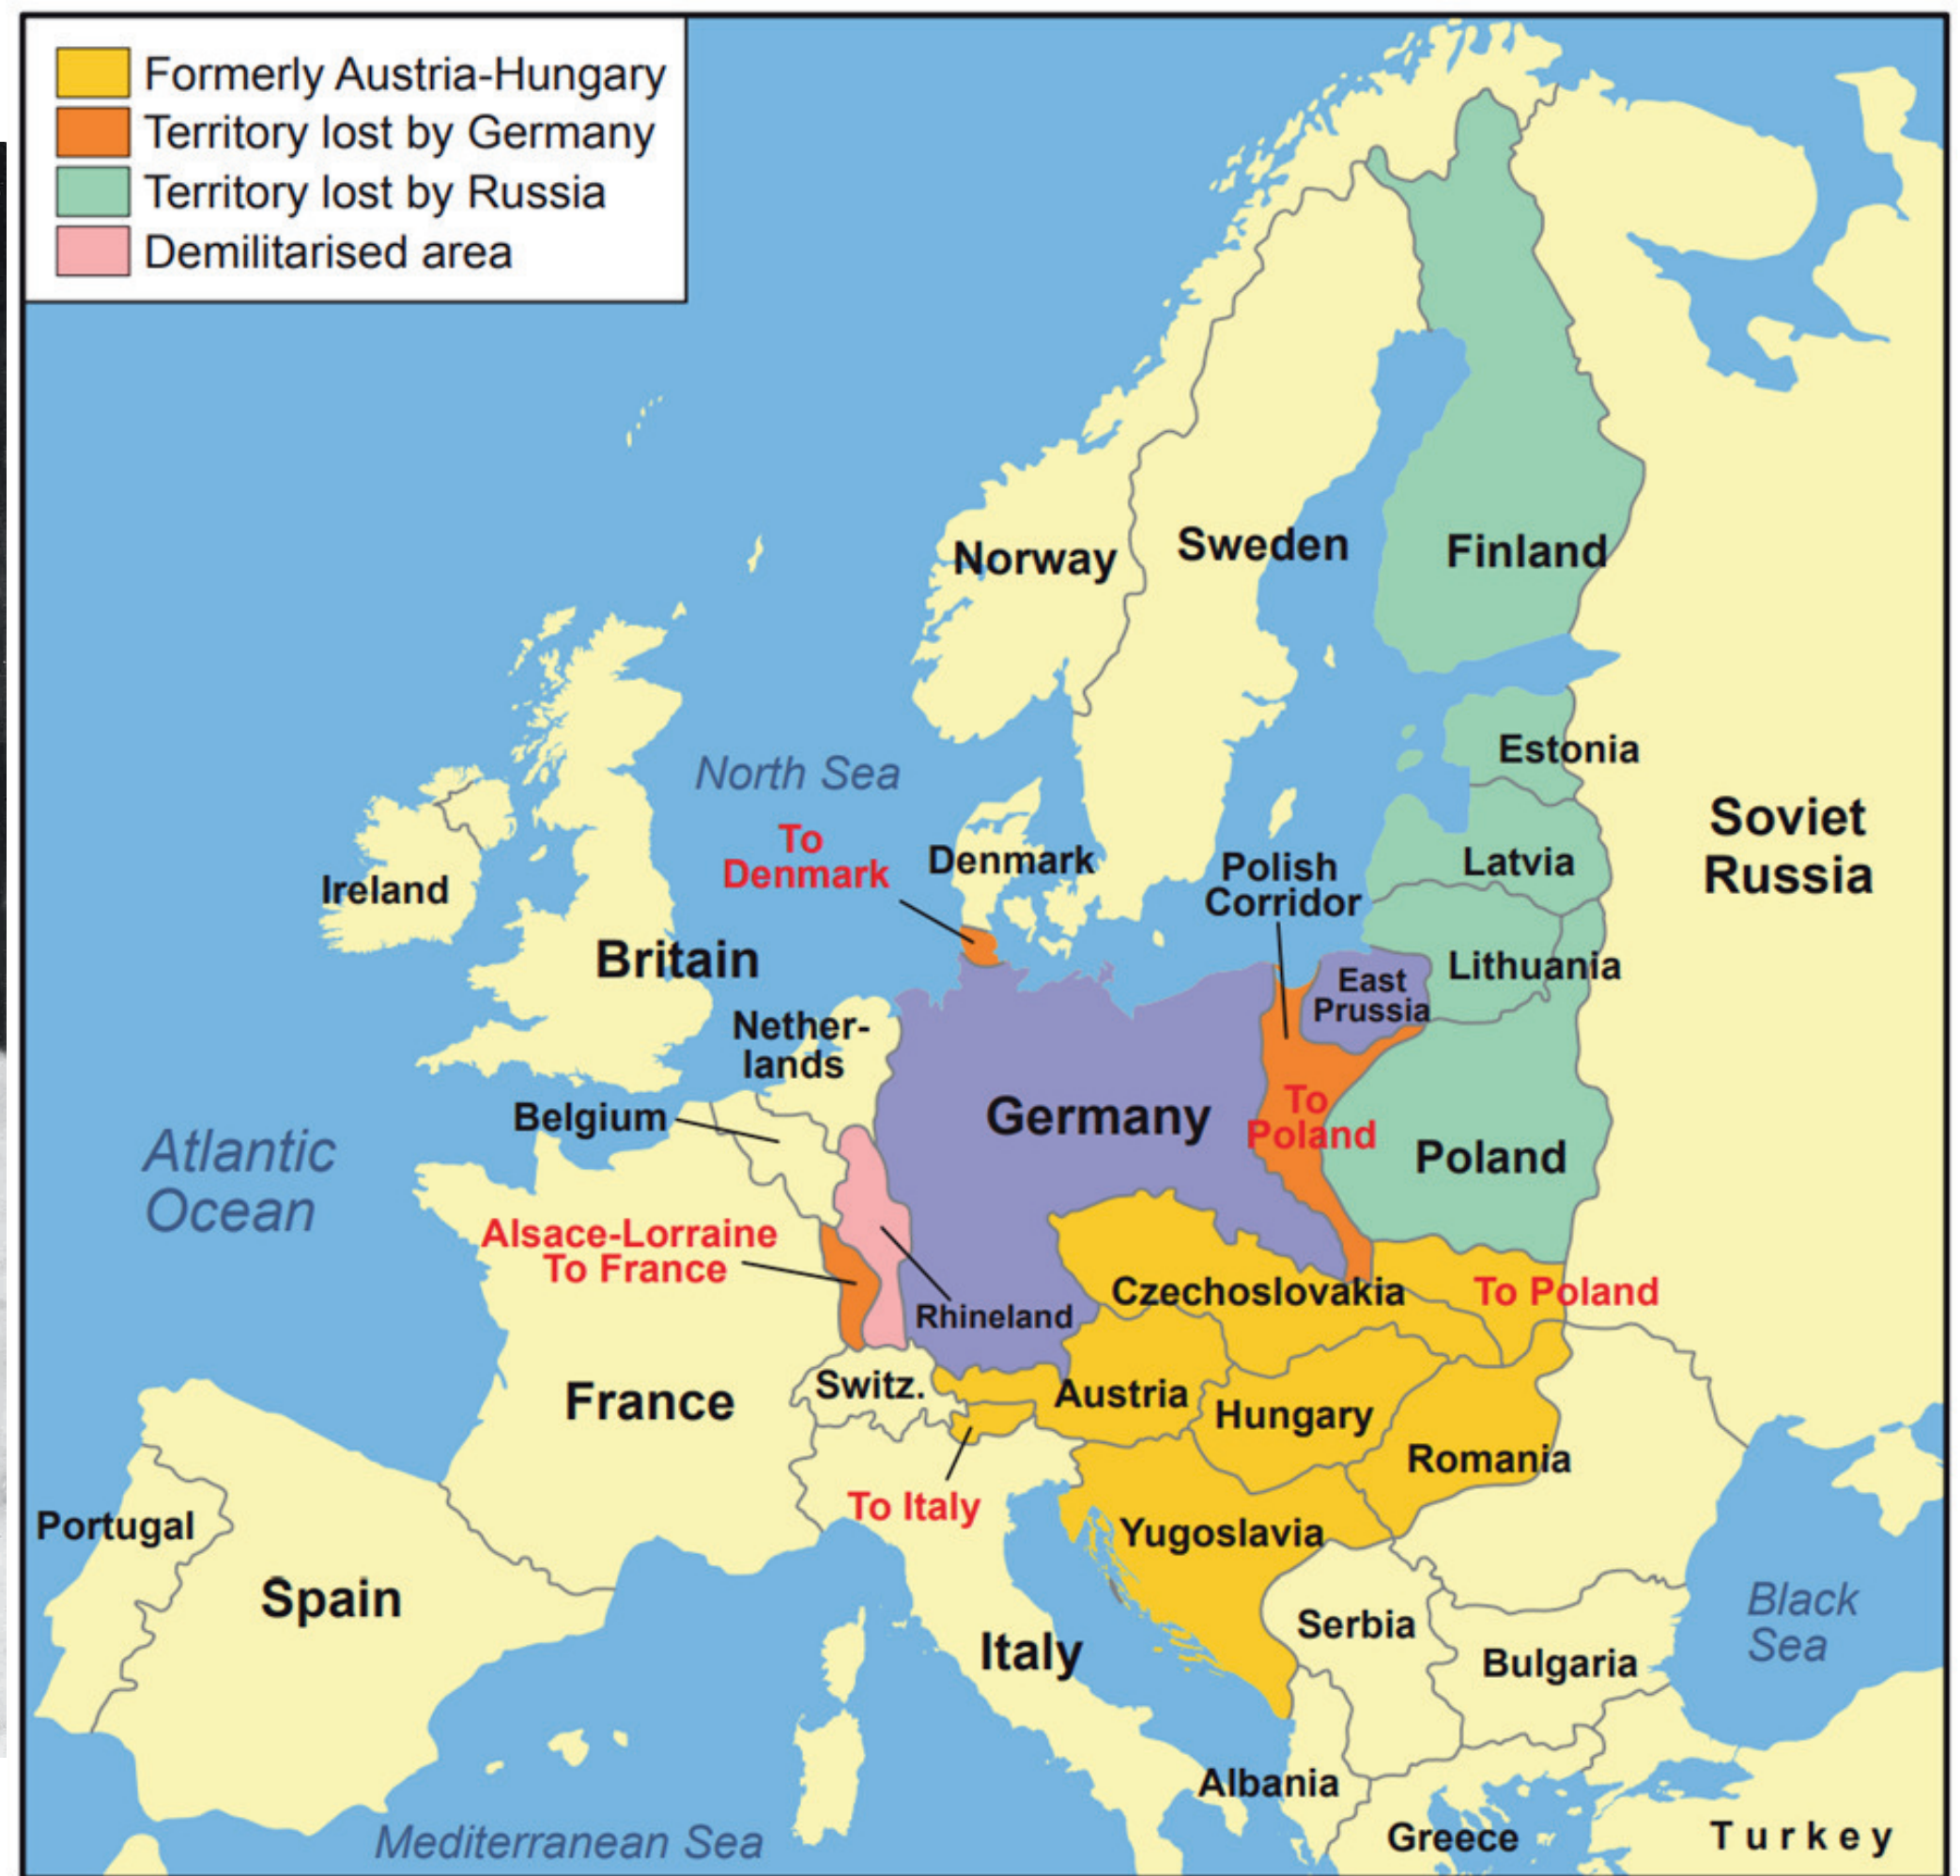 Formerly Austria-Hungary
Territory lost by Germany
Territory lost by Russia
Demilitarised area
Norway
Sweden
Finland
North Sea
Estonia
Soviet
Russia
To
Denmark
Denmark
Polish
Corridor
Latvia
Ireland
Britain
Lithuania
East
Prussia
Nether-
lands
Belgium
Germany
To
Poland
Poland
Atlantic
Ocean
Alsace-Lorraine
To France
Rhineland
Czechoslovakia
To Poland
France
Switz.
Austria
Hungary
Romania
To Italy
Portugal
Yugoslavia
Spain
Italy
Serbia
Bulgaria
Black
Sea
Albania
Mediterranean Sea
Greece
Turkey